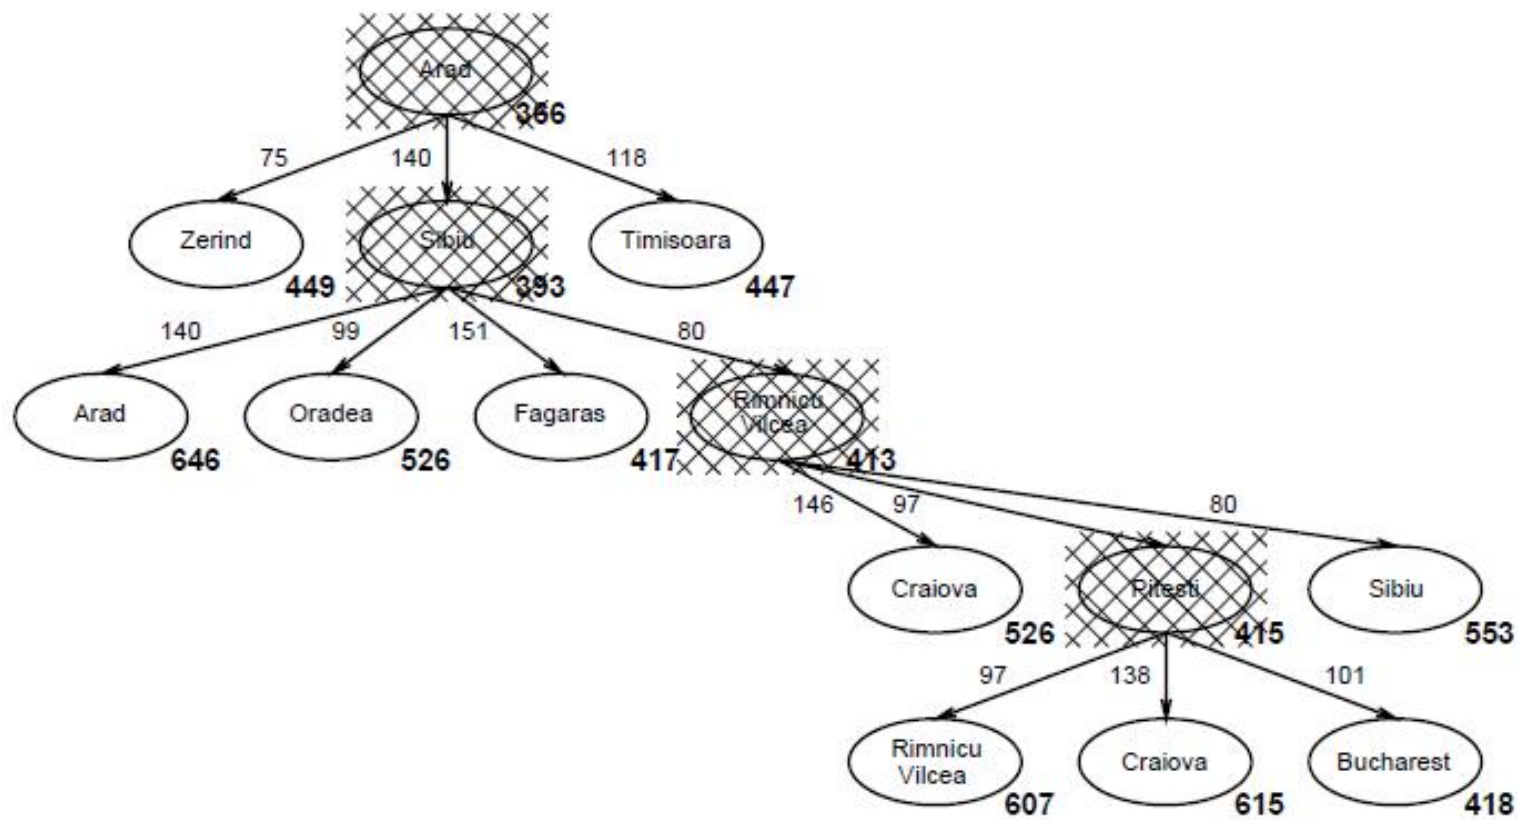 Arad
366
75
140
118
Zerind
Sibiu
Timisoara
449
393
447
140
99
151
80
Arad
Oradea
Fagaras
Rimnicu
Vilcea
646
526
417
413
146
97
80
Craiova
Pitesti
Sibiu
526
415
553
97
138
101
Rimnicu
Vilcea
Craiova
Bucharest
607
615
418